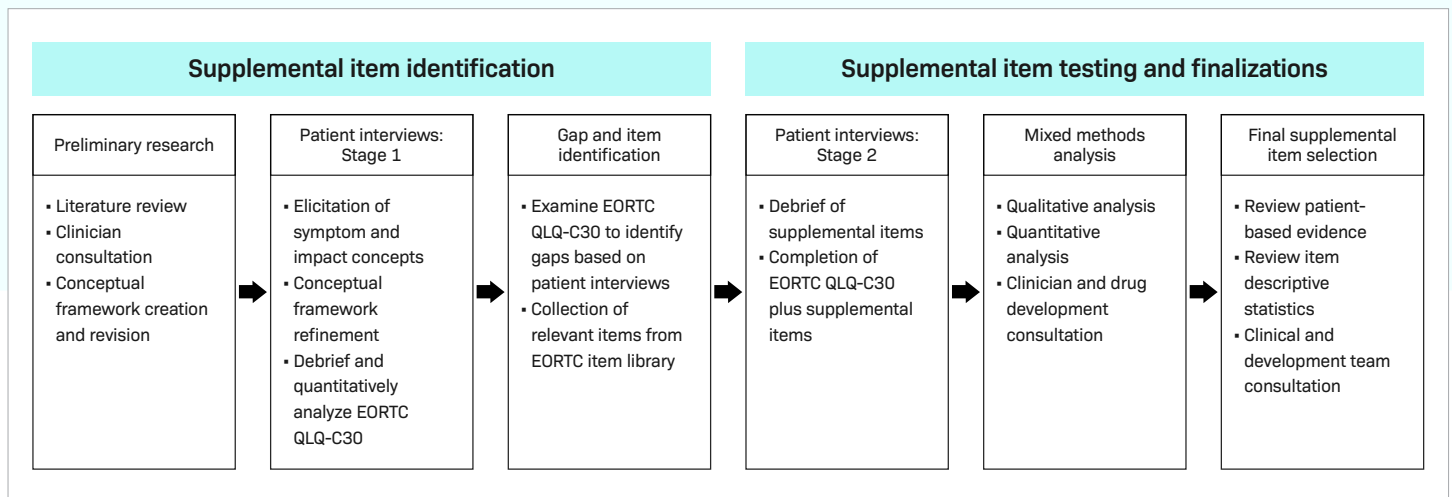 Supplemental item identification
Supplemental item testing and finalizations
Preliminary research
▪ Literature review
▪ Clinician
consultation
▪ Conceptual
framework creation
and revision
Patient interviews:
Stage 1
▪ Elicitation of
symptom and
impact concepts
▪ Conceptual
framework
refinement
▪ Debrief and
quantitatively
analyze EORTC
QLQ-C30
Gap and item
identification
▪ Examine EORTC
QLQ-C30 to identify
gaps based on
patient interviews
▪ Collection of
relevant items from
EORTC item library
Patient interviews:
Stage 2
▪ Debrief of
supplemental items
▪ Completion of
EORTC QLQ-C30
plus supplemental
items
Mixed methods
analysis
▪ Qualitative analysis
▪ Quantitative
analysis
▪ Clinician and drug
development
consultation
Final supplemental
item selection
▪ Review patient-
based evidence
▪ Review item
descriptive
statistics
▪ Clinical and
development team
consultation